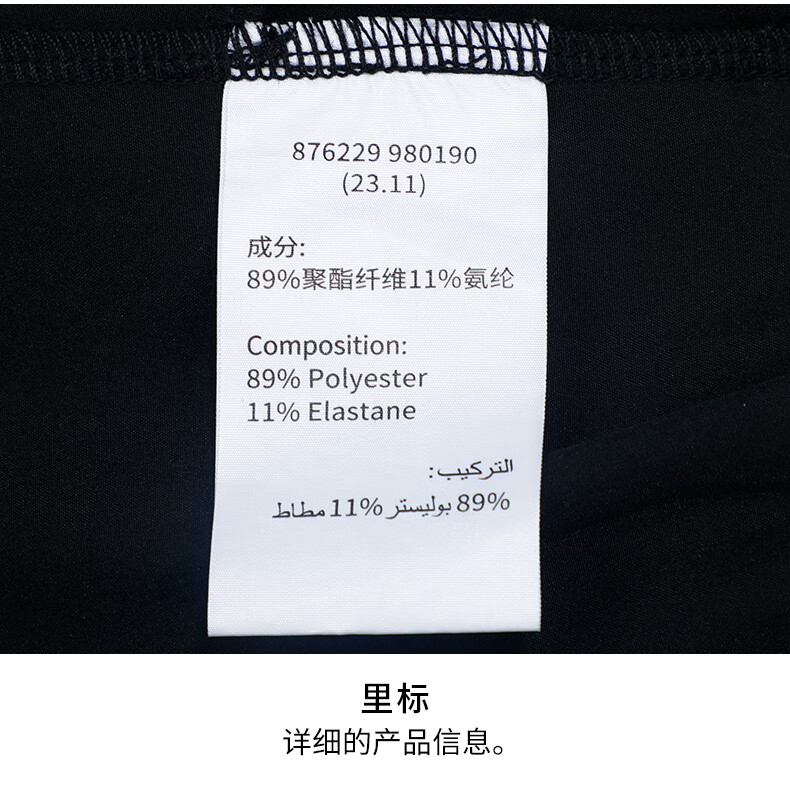 876229 980190
(23.11)
成分:
89%聚酯纤维11%氨纶
Composition:
89% Polyester
11% Elastane
التركيب:
89% بوليستر 11% مطاط
里标
详细的产品信息。